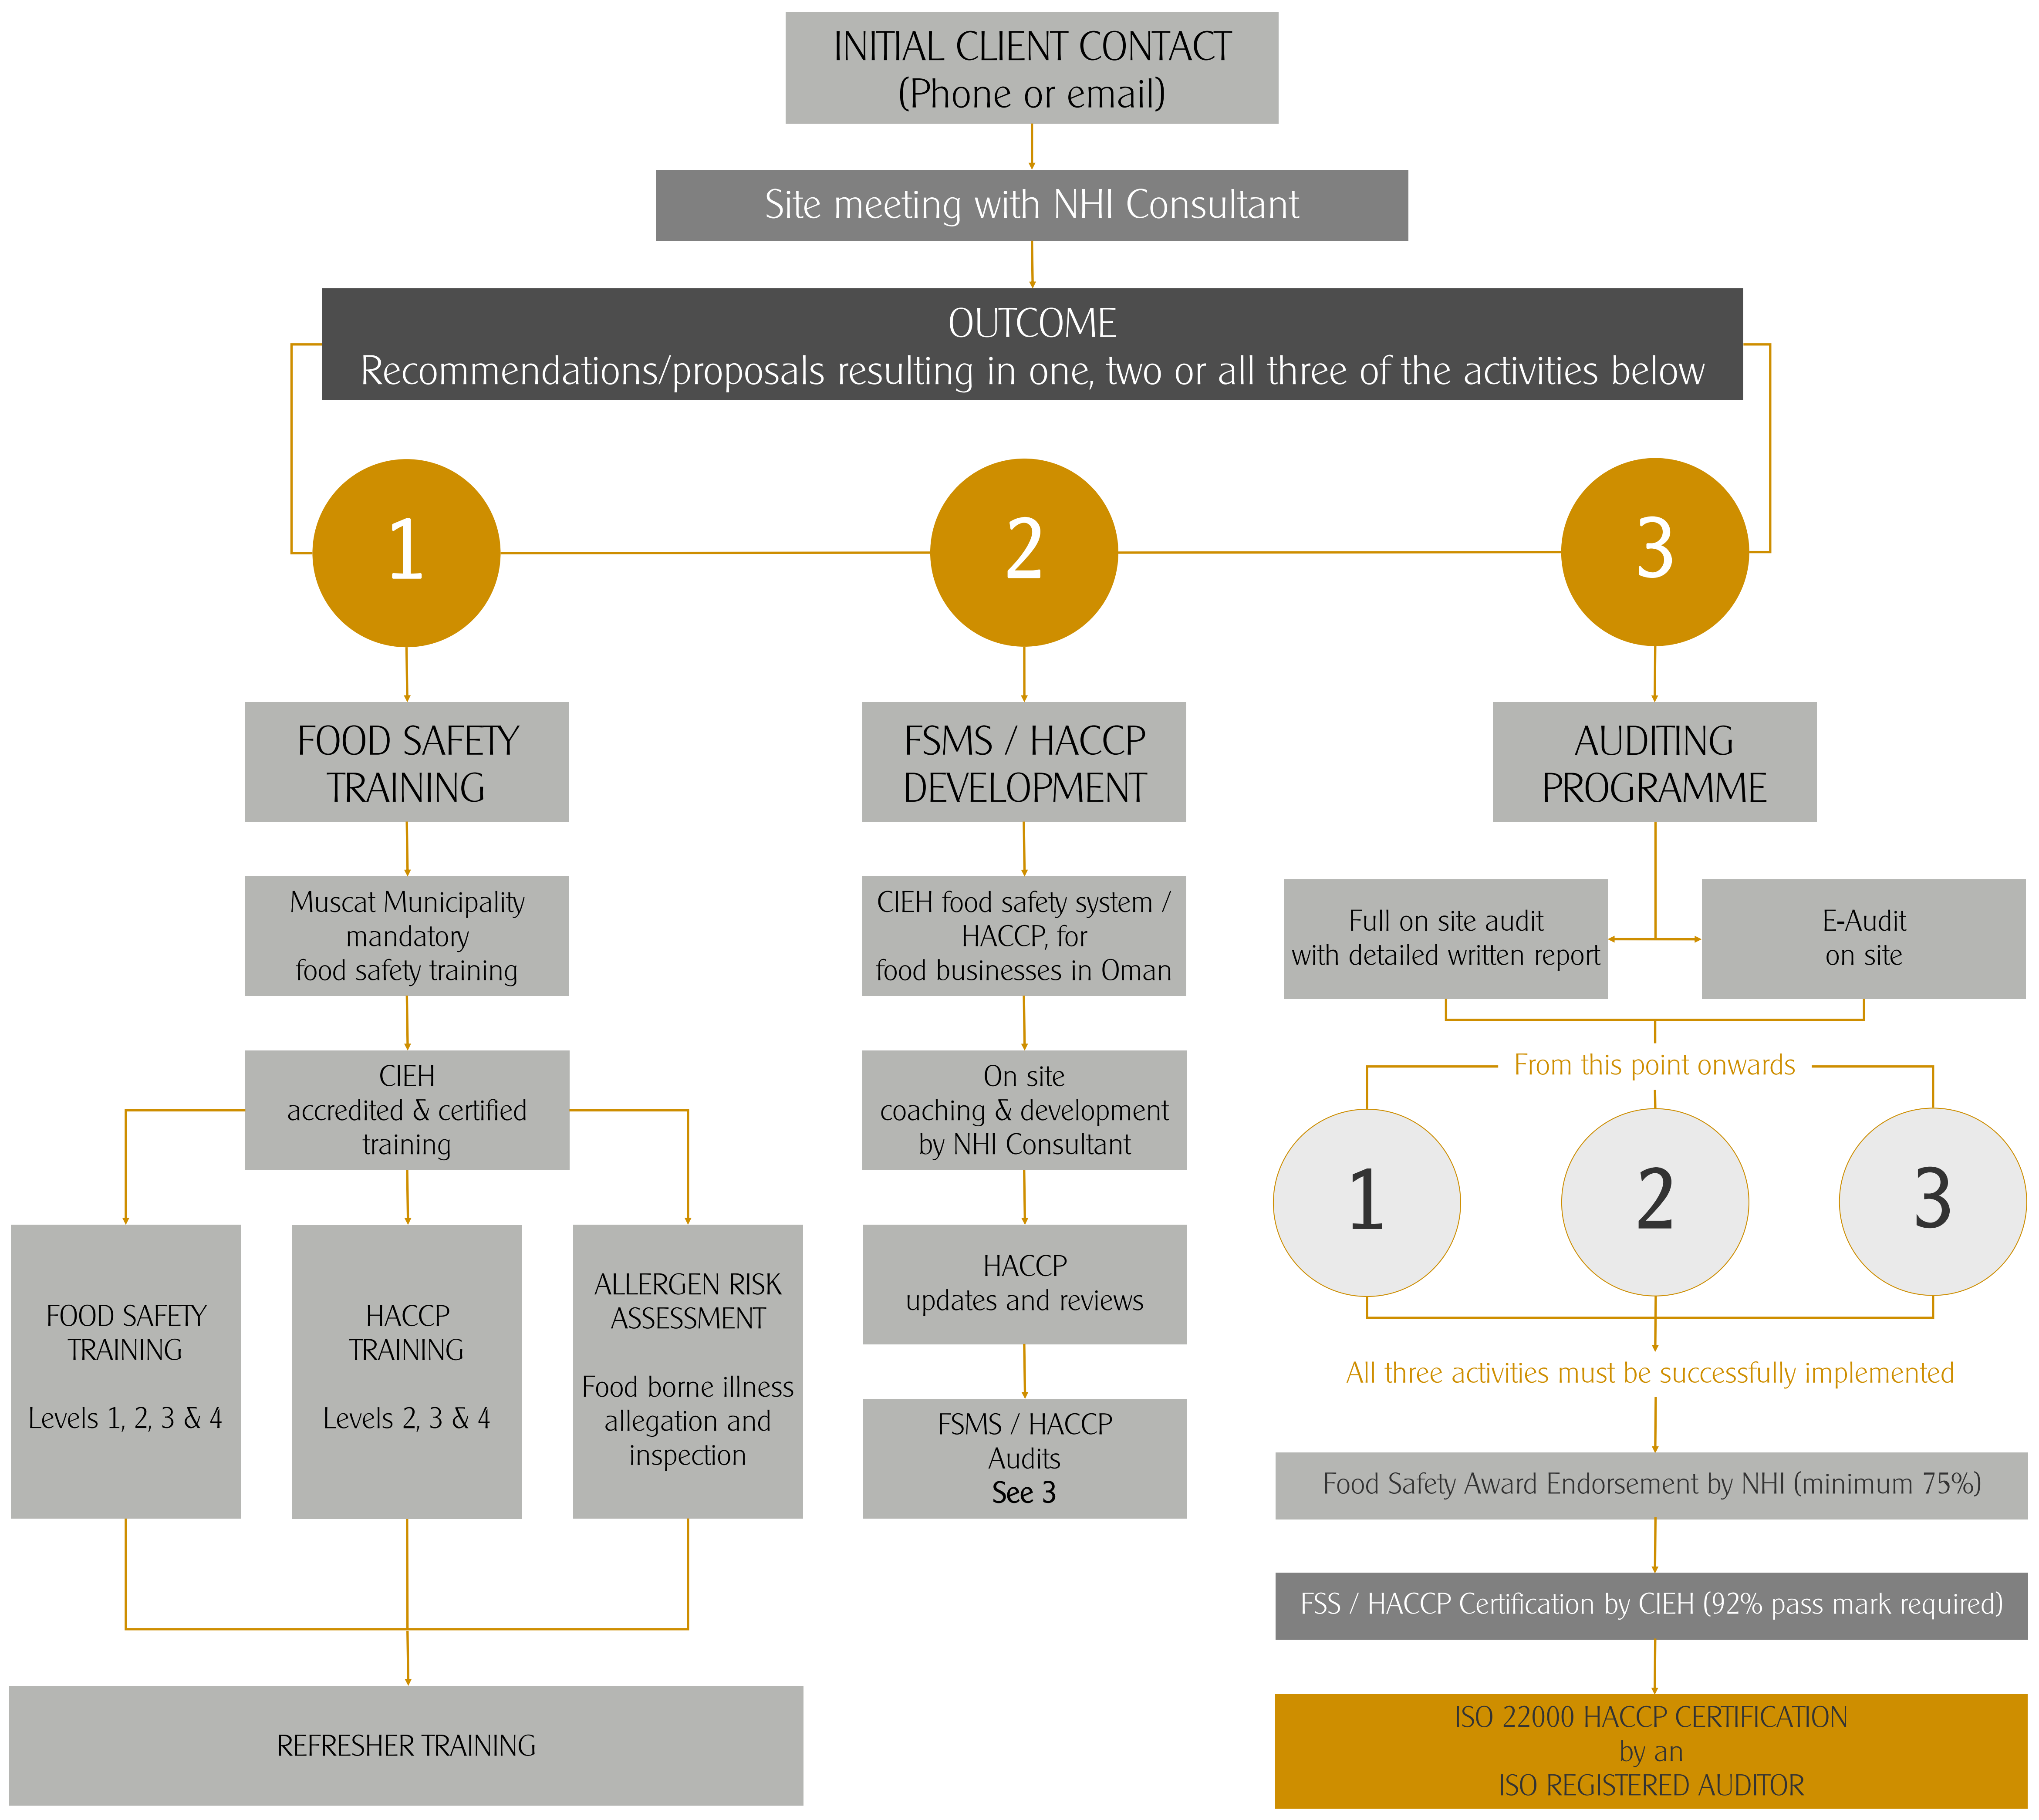 INITIAL CLIENT CONTACT
(Phone or email)
Site meeting with NHI Consultant
OUTCOME
Recommendations/proposals resulting in one, two or all three of the activities below
1
2
3
FOOD SAFETY
TRAINING
Muscat Municipality
mandatory
food safety training
CIEH
accredited & certified
training
FOOD SAFETY
TRAINING
Levels 1, 2, 3 & 4
HACCP
TRAINING
Levels 2, 3 & 4
ALLERGEN RISK
ASSESSMENT
Food borne illness
allegation and
inspection
REFRESHER TRAINING
FSMS / HACCP
DEVELOPMENT
CIEH food safety system /
HACCP, for
food businesses in Oman
On site
coaching & development
by NHI Consultant
HACCP
updates and reviews
FSMS / HACCP
Audits
See 3
AUDITING
PROGRAMME
Full on site audit
with detailed written report
E-Audit
on site
From this point onwards
1
2
3
All three activities must be successfully implemented
Food Safety Award Endorsement by NHI (minimum 75%)
FSS / HACCP Certification by CIEH (92% pass mark required)
ISO 22000 HACCP CERTIFICATION
by an
ISO REGISTERED AUDITOR